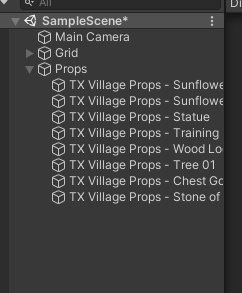 All
SampleScene*
Main Camera
Grid
Props
TX Village Props - Sunflowe
TX Village Props - Sunflowe
TX Village Props - Statue
TX Village Props - Training
TX Village Props - Wood Lo
TX Village Props - Tree 01
TX Village Props - Chest Go
TX Village Props - Stone of